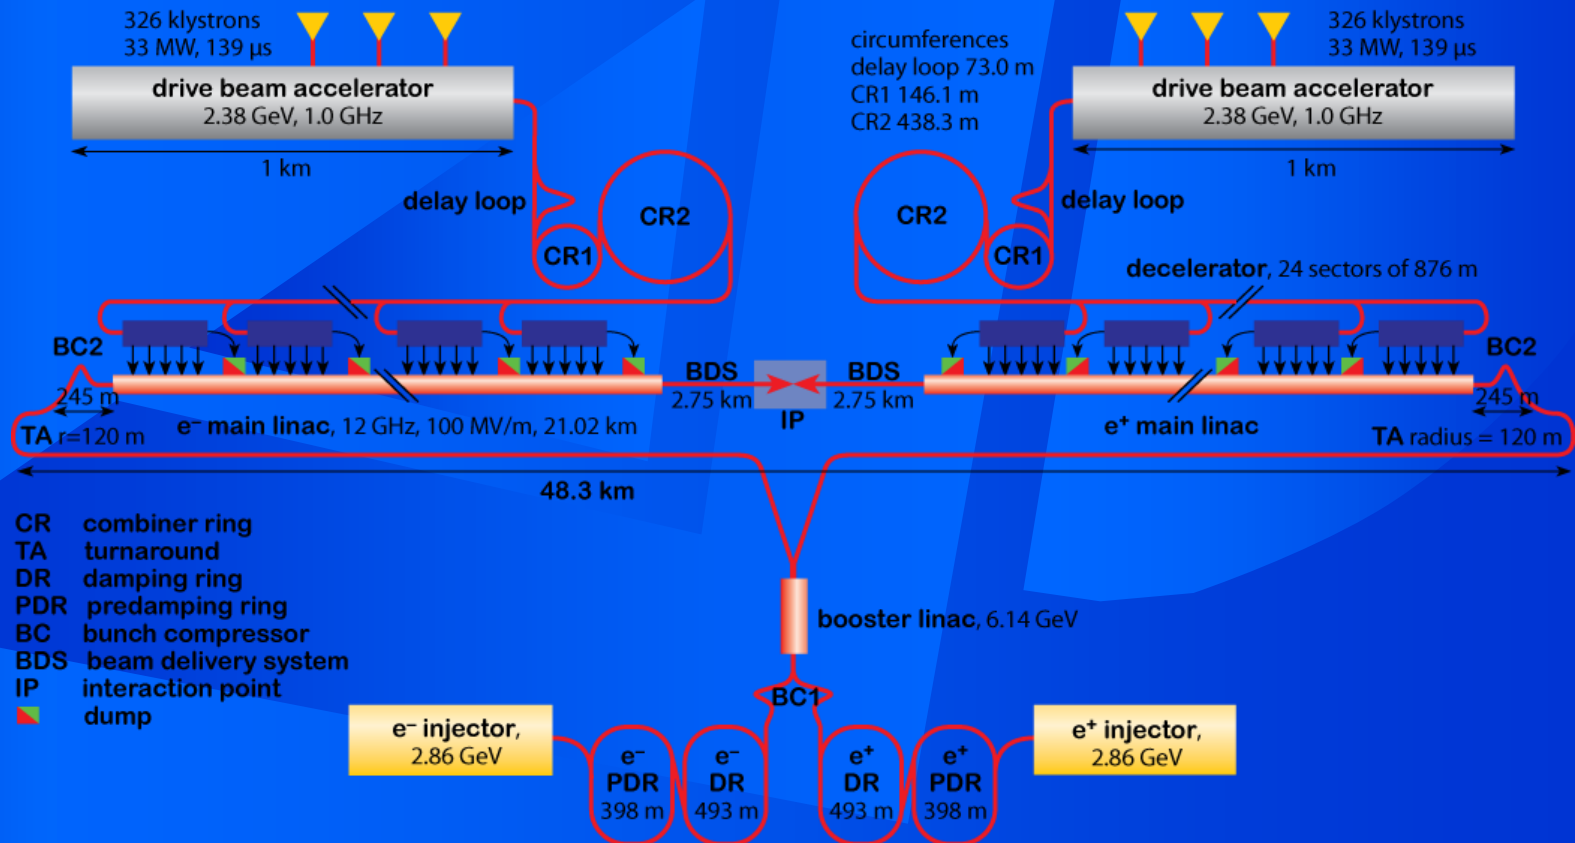 326 klystrons
33 MW, 139 µs
drive beam accelerator
2.38 GeV, 1.0 GHz
1 km
circumferences
delay loop 73.0 m
CR1 146.1 m
CR2 438.3 m
326 klystrons
33 MW, 139 µs
drive beam accelerator
2.38 GeV, 1.0 GHz
1 km
delay loop
CR1
CR2
CR2
CR1
delay loop
decelerator, 24 sectors of 876 m
BC2
245 m
TA r=120 m
e⁻ main linac, 12 GHz, 100 MV/m, 21.02 km
BDS
2.75 km
IP
BDS
2.75 km
e⁺ main linac
BC2
245 m
TA radius = 120 m
48.3 km
CR combiner ring
TA turnaround
DR damping ring
PDR predamping ring
BC bunch compressor
BDS beam delivery system
IP interaction point
dump
booster linac, 6.14 GeV
BC1
e⁻ injector,
2.86 GeV
e⁻
PDR
398 m
e⁻
DR
493 m
e⁺
DR
493 m
e⁺
PDR
398 m
e⁺ injector,
2.86 GeV